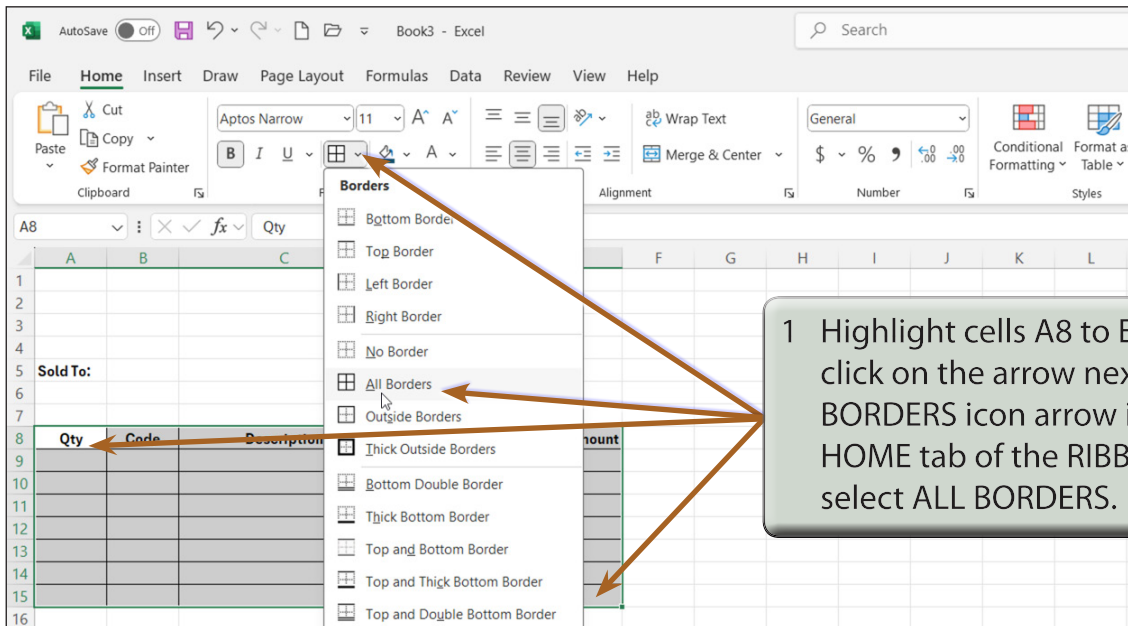 AutoSave Off Book3 - Excel Search
File Home Insert Draw Page Layout Formulas Data Review View Help
Paste
Cut
Copy
Format Painter
Clipboard
Aptos Narrow 11 A^ A˅
B I U A
ab Wrap Text
Merge & Center
Alignment
General
$ % 9 .00
Number
Conditional Format as
Formatting Table
Styles
A8 fx Qty
A B C F G H I J K L
Borders
Bottom Border
Top Border
Left Border
Right Border
No Border
All Borders
Outside Borders
Thick Outside Borders
Bottom Double Border
Thick Bottom Border
Top and Bottom Border
Top and Thick Bottom Border
Top and Double Bottom Border
1
2
3
4
5 Sold To:
6
7
8 Qty Code Description
9
10
11
12
13
14
15
16
1 Highlight cells A8 to
click on the arrow
BORDERS icon arrow
HOME tab of the
select ALL BORDERS.